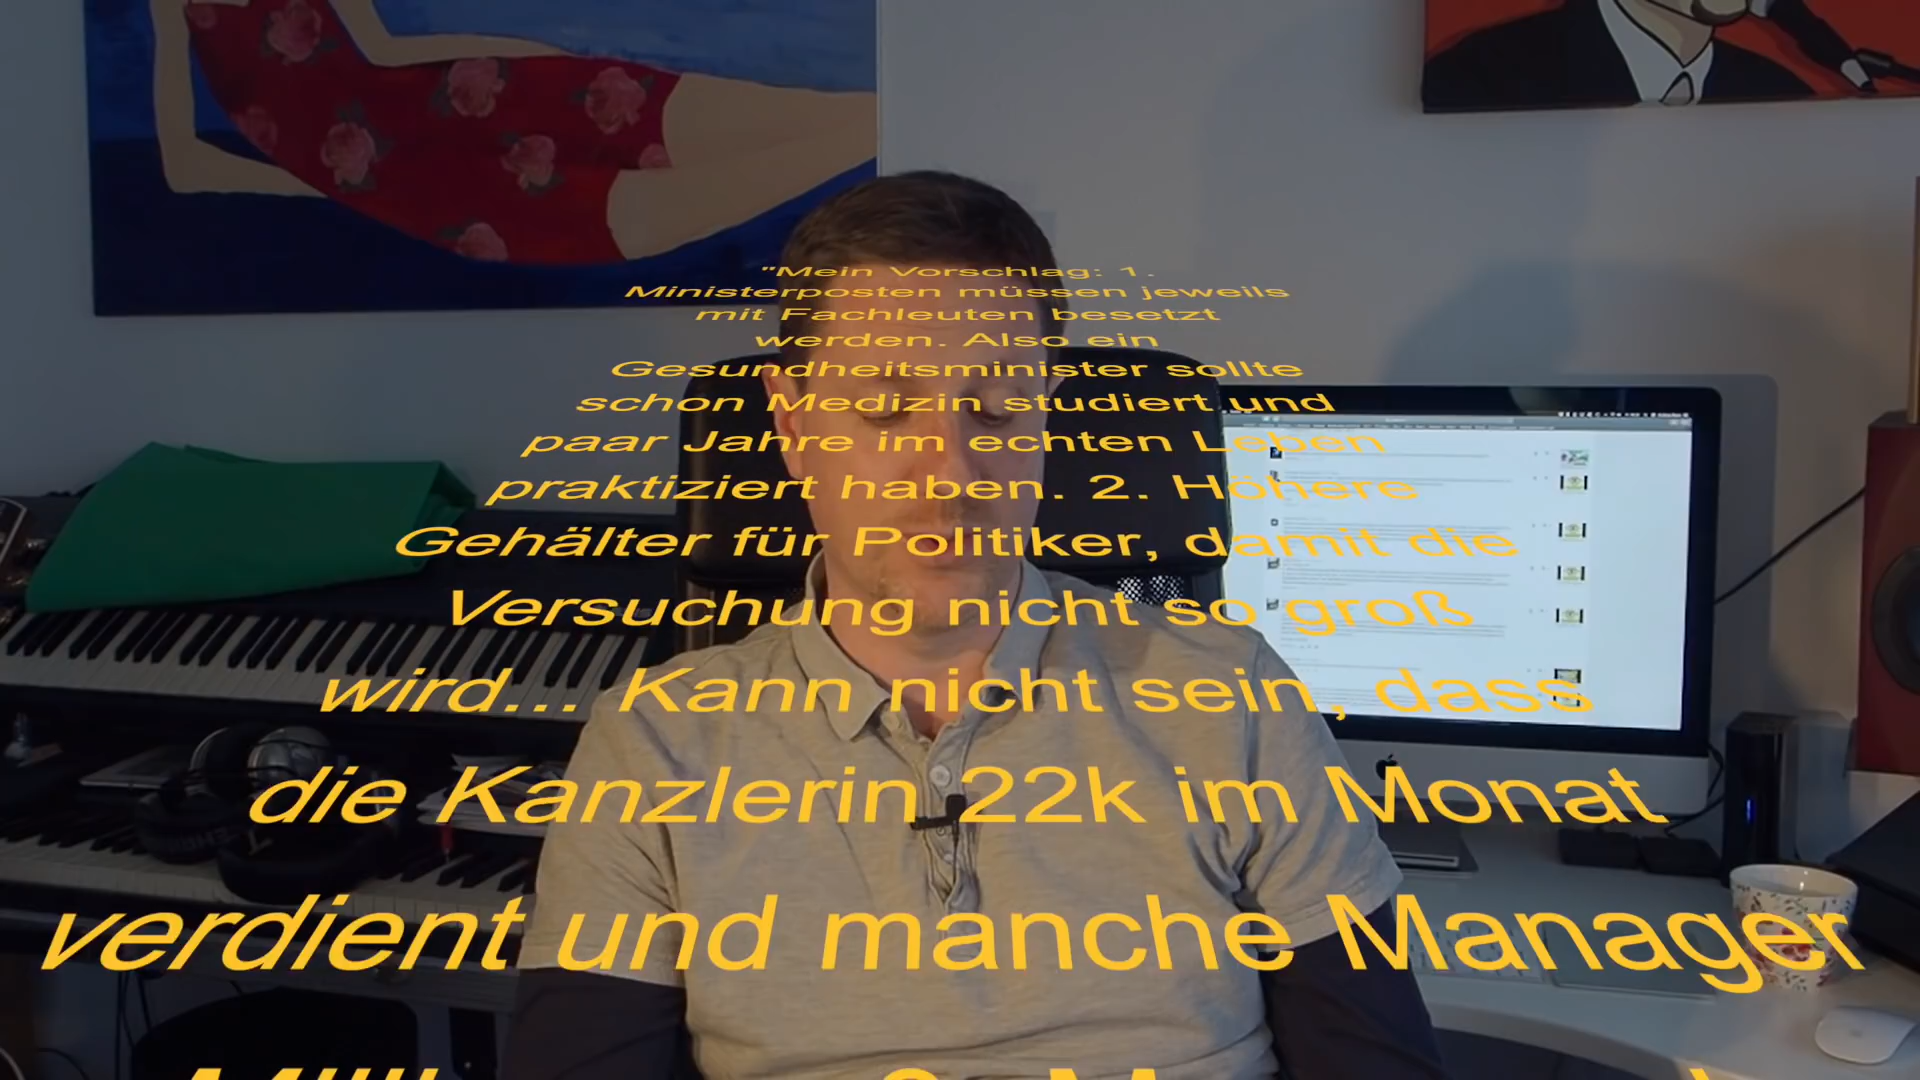 "Mein Vorschlag: 1.
Ministerposten müssen jeweils
mit Fachleuten besetzt
werden. Also ein
Gesundheitsminister sollte
schon Medizin studiert und
paar Jahre im echten Leben
praktiziert haben. 2. Höhere
Gehälter für Politiker, damit die
Versuchung nicht so groß
wird... Kann nicht sein, dass
die Kanzlerin 22k im Monat
verdient und manche Manager